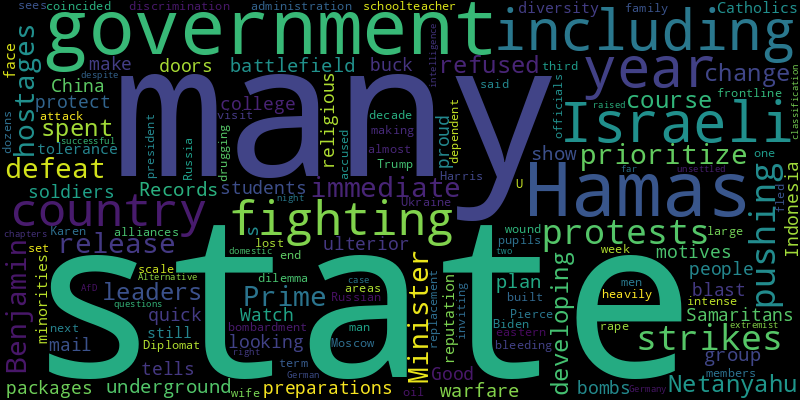 sees coincided discrimination administration schoolteacher diversity family Catholics
government including
face hostages doors battlefield buck refused year change
China make many third
protect college religious said officials frontline classification
dozens attack spent visit decade proud dependent course Israeli raised
tolerance president Russia drugging accused making almost Trump show prioritize one
defeat soldiers Records students immediate Harris U Hamas far unsettled fled Indonesia
country fighting Ukraine protests pushing
chapters Karen alliances us lost wound large
Benjamin minorities set release ulterior end pupils week motives
scale domestic areas dilemma case two plan people
leaders Prime Minister replacement reputation inviting men blast intense
next quick Watch Russian built heavily Samaritans
AfD Alternative bombardment man Moscow Pierce developing rape strikes
mail still questions looking Biden eastern extremist
Diplomat state bleeding group
tells right term German Good members
packages underground wife preparations oil warfare bombs Germany Netanyahu
intelligence despite successful night